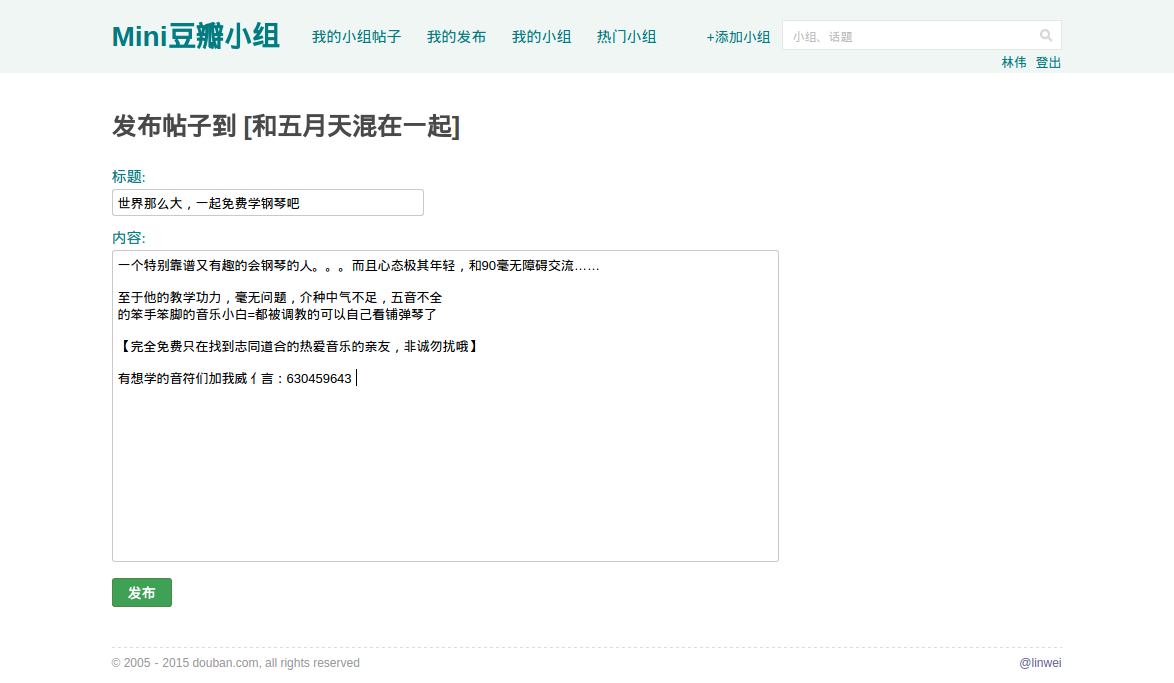 Mini豆瓣小组 我的小组帖子 我的发布 我的小组 热门小组 +添加小组 小组、话题
林伟 登出
发布帖子到 [和五月天混在一起]
标题:
世界那么大，一起免费学钢琴吧
内容:
一个特别靠谱又有趣的会钢琴的人。。。而且心态极其年轻，和90毫无障碍交流……
至于他的教学功力，毫无问题，介种中气不足，五音不全
的笨手笨脚的音乐小白=都被调教的可以自己看铺弹琴了
【完全免费只在找到志同道合的热爱音乐的亲友，非诚勿扰哦】
有想学的音符们加我威亻言：630459643
发布
© 2005 - 2015 douban.com, all rights reserved @linwei